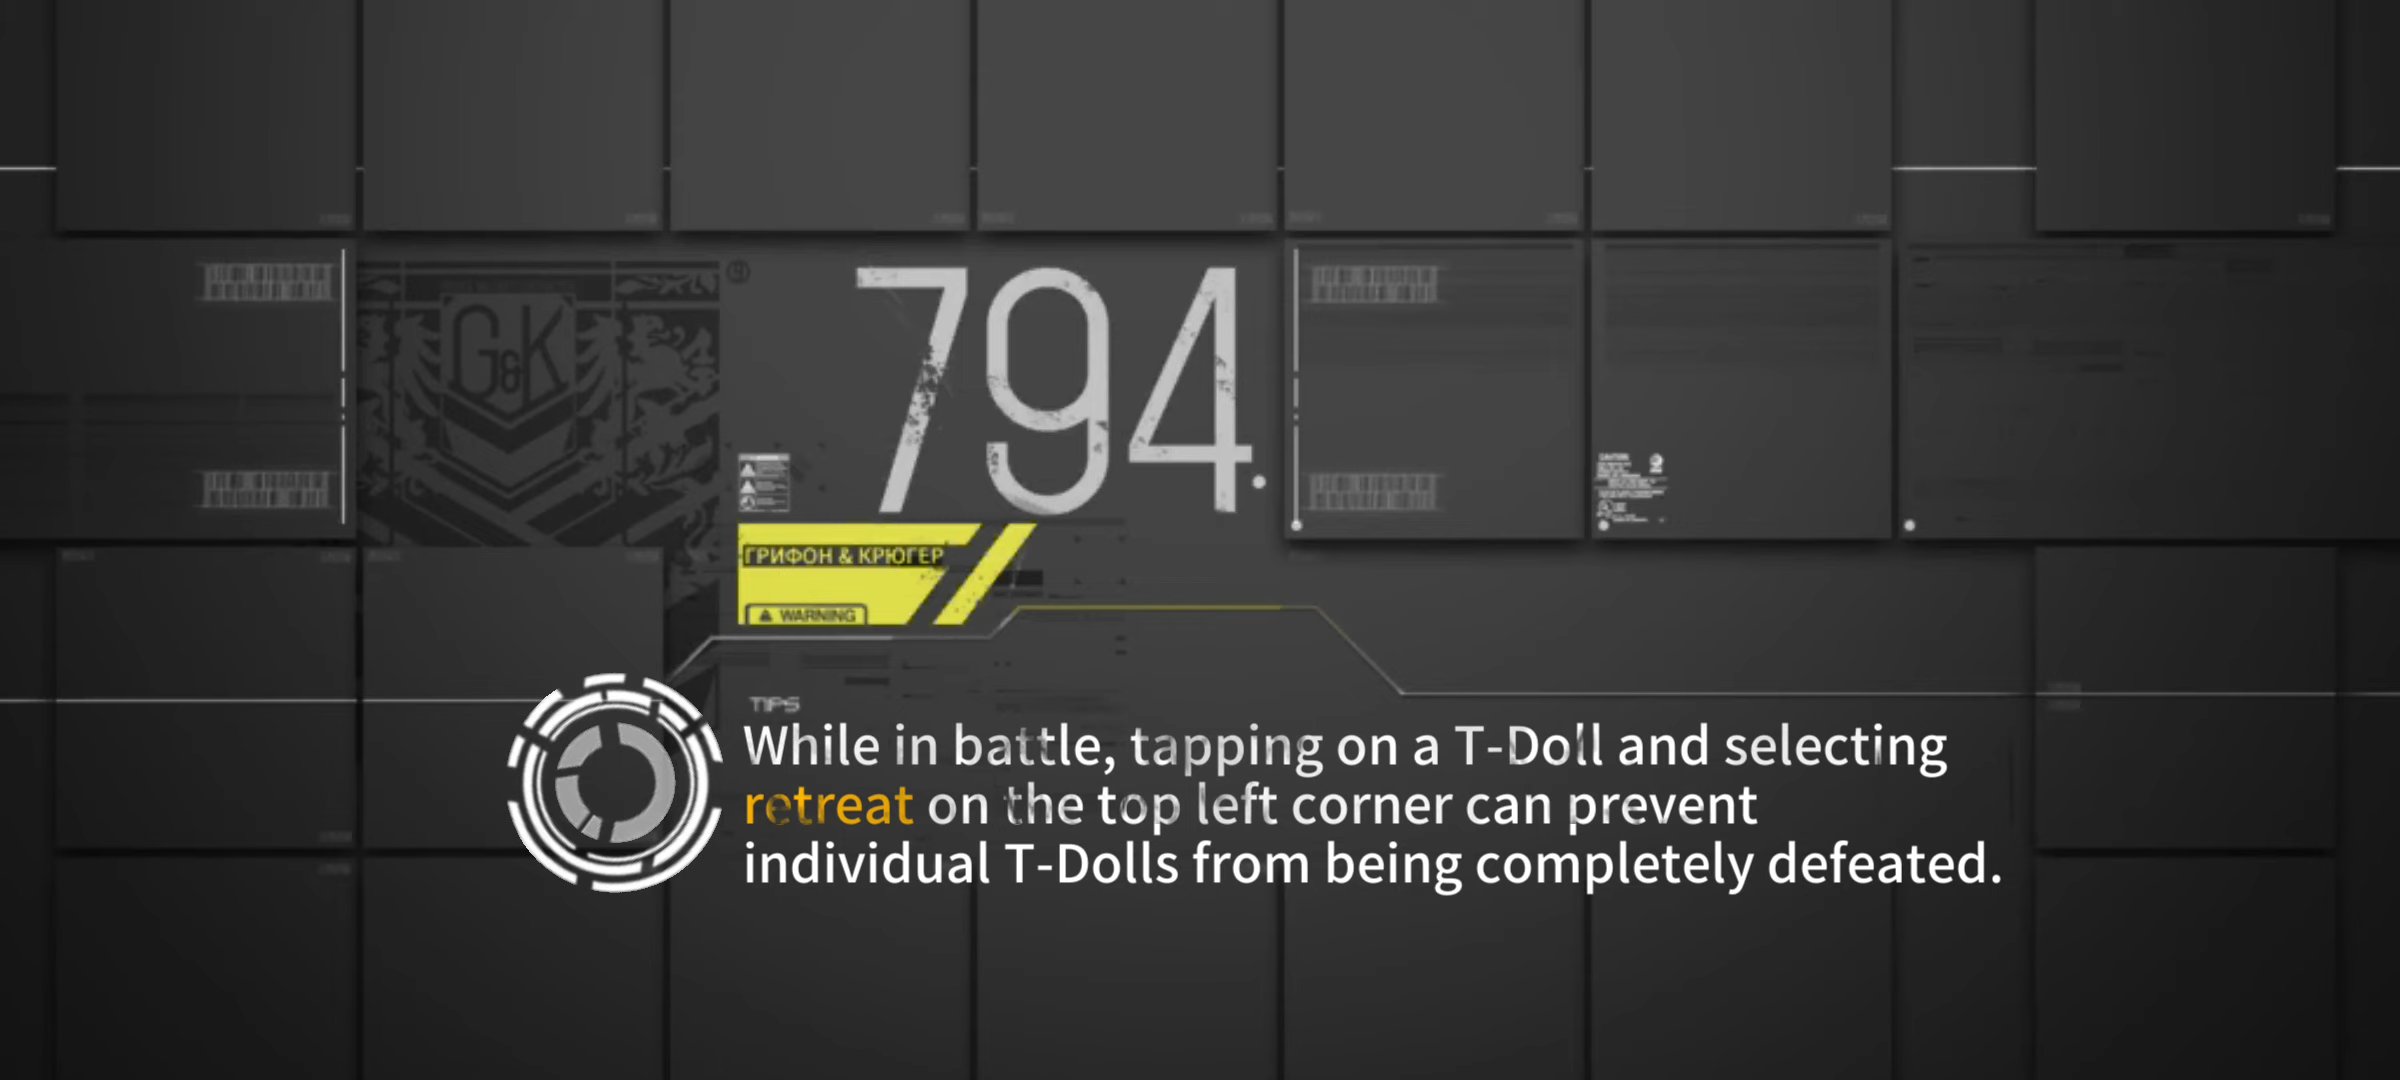 G&K
794.
ГРИФОН & КРЮГЕР
WARNING
TIPS
While in battle, tapping on a T-Doll and selecting
retreat on the top left corner can prevent
individual T-Dolls from being completely defeated.
CAUTION